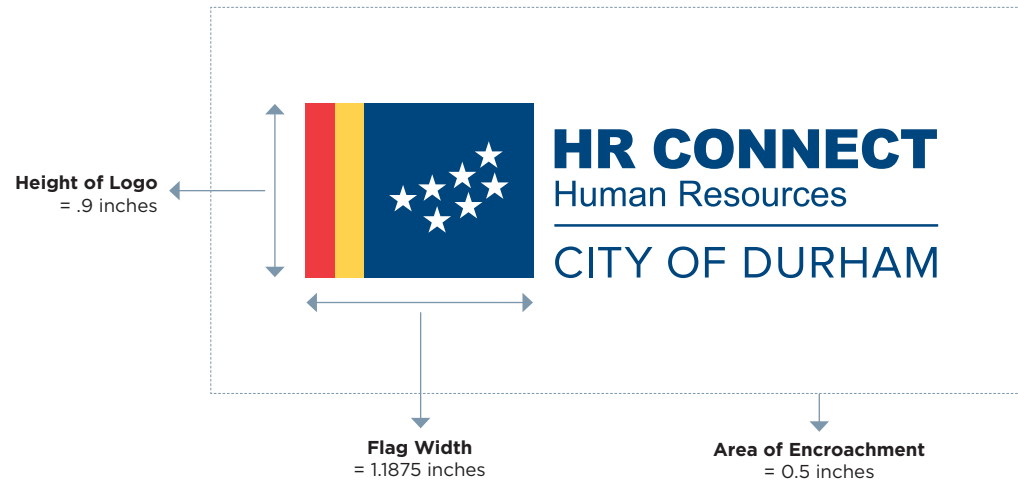 HR CONNECT
Human Resources
CITY OF DURHAM
Height of Logo
= .9 inches
Flag Width
= 1.1875 inches
Area of Encroachment
= 0.5 inches